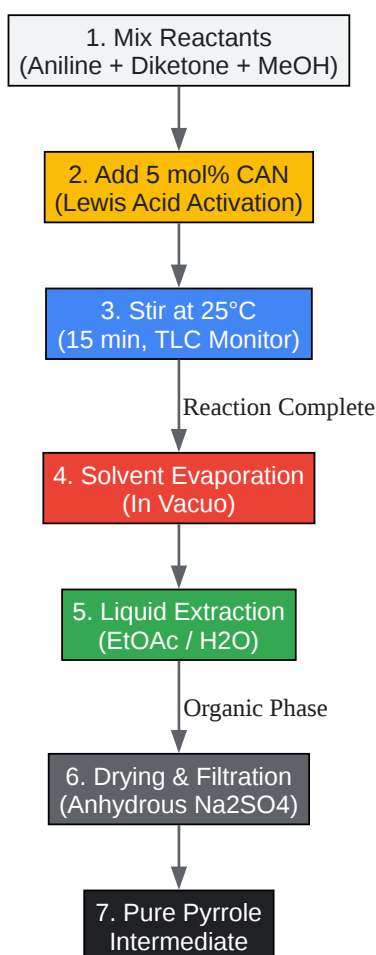 1. Mix Reactants
(Aniline + Diketone + MeOH)
2. Add 5 mol% CAN
(Lewis Acid Activation)
3. Stir at 25°C
(15 min, TLC Monitor)
Reaction Complete
4. Solvent Evaporation
(In Vacuo)
5. Liquid Extraction
(EtOAc / H2O)
Organic Phase
6. Drying & Filtration
(Anhydrous Na2SO4)
7. Pure Pyrrole
Intermediate